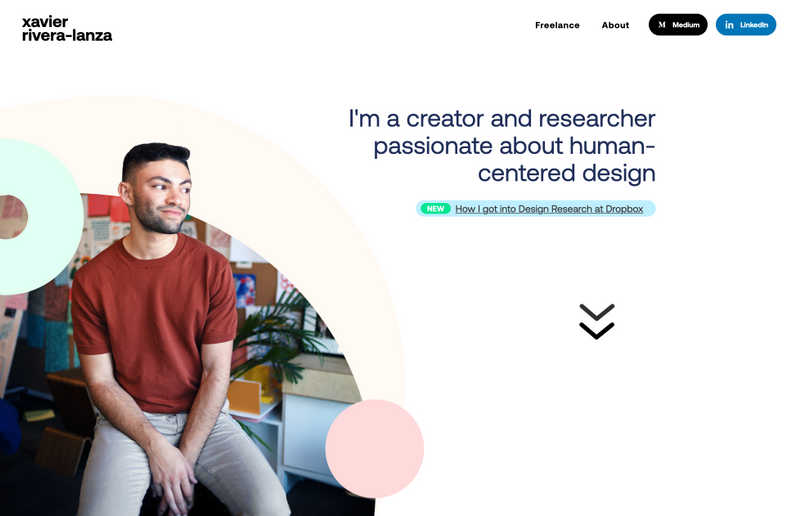 xavier
rivera-lanza
Freelance
About
Medium
LinkedIn
I'm a creator and researcher
passionate about human-
centered design
NEW How I got into Design Research at Dropbox